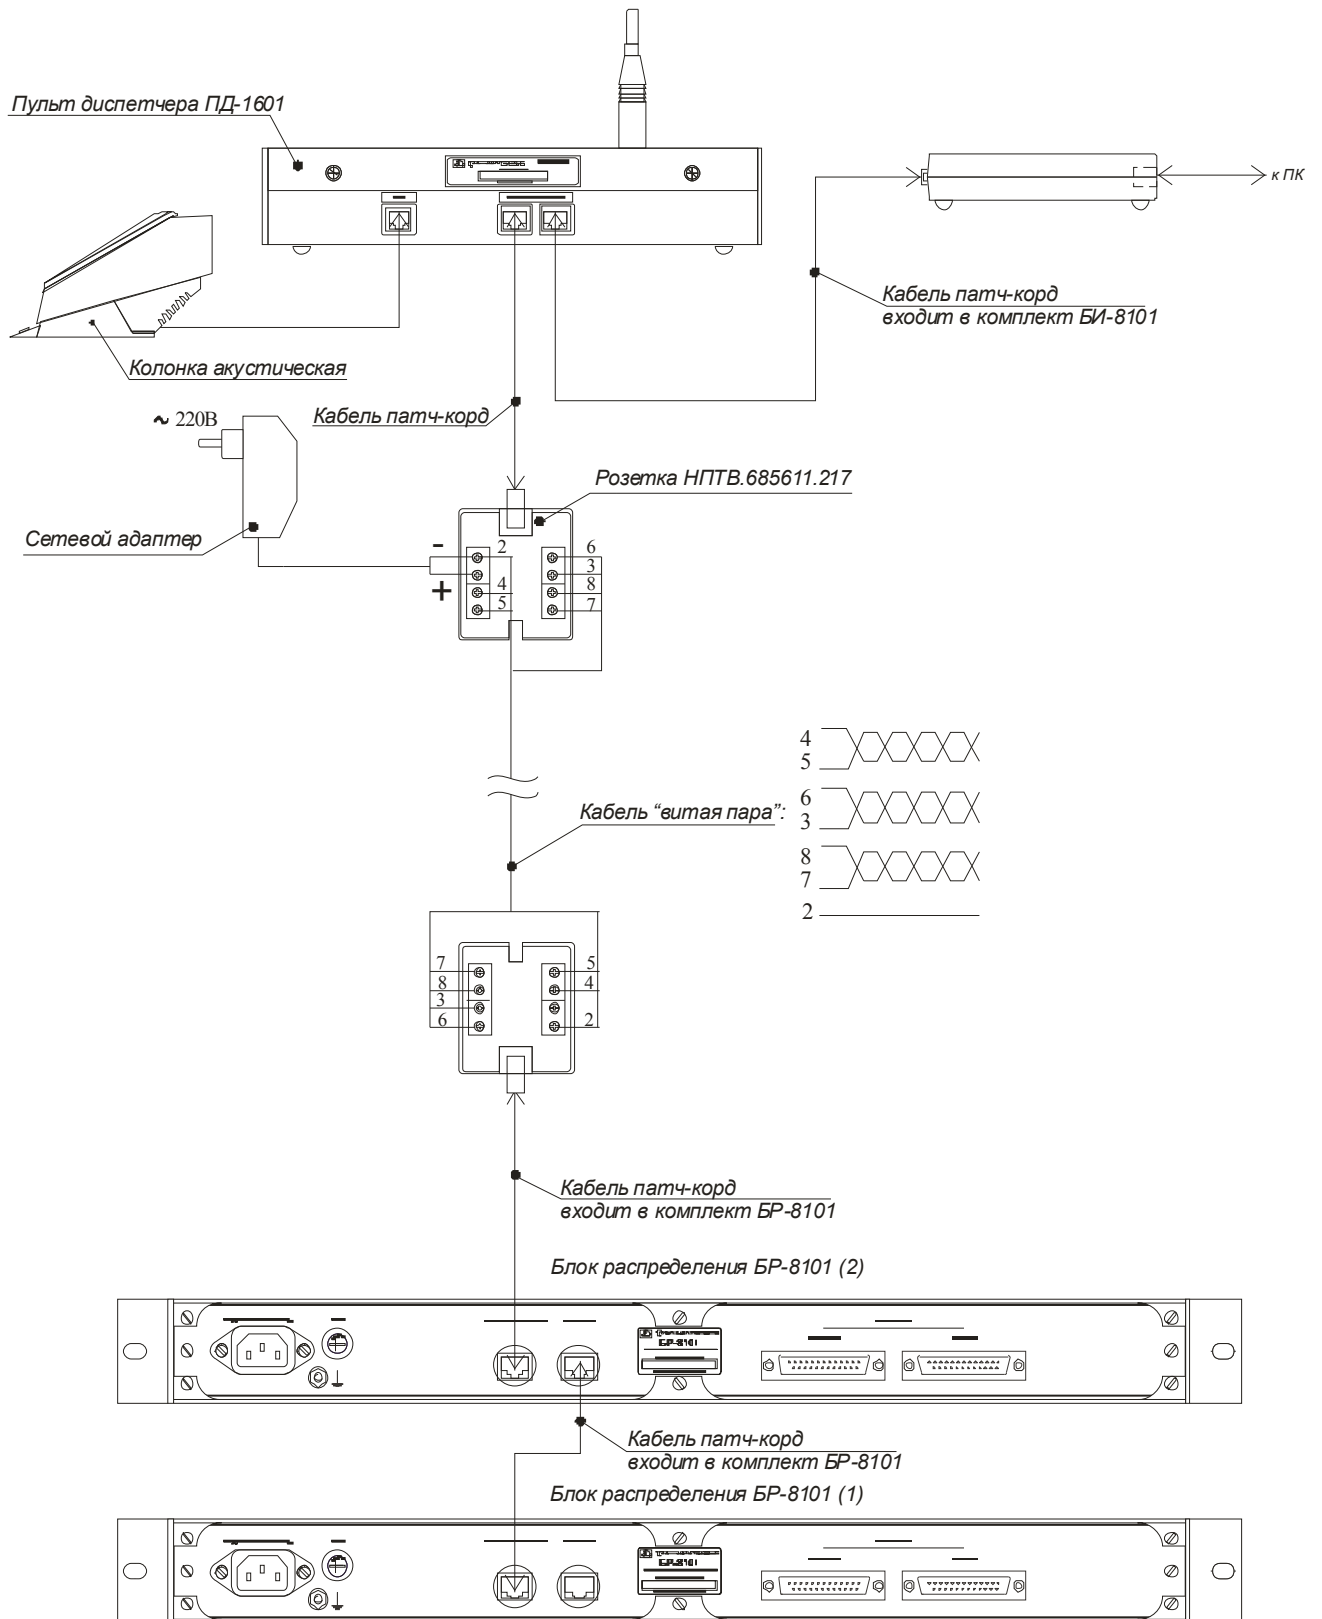 Пульт диспетчера ПД-1601
к ПК
Кабель патч-корд
входит в комплект БИ-8101
Колонка акустическая
~ 220В
Кабель патч-корд
Розетка НПТВ.685611.217
Сетевой адаптер
-
+
2
4
5
6
3
8
7
Кабель “витая пара”:
4
5
6
3
8
7
2
7
8
3
6
5
4
2
Кабель патч-корд
входит в комплект БР-8101
Блок распределения БР-8101 (2)
БР-8101
Кабель патч-корд
входит в комплект БР-8101
Блок распределения БР-8101 (1)
БР-8101